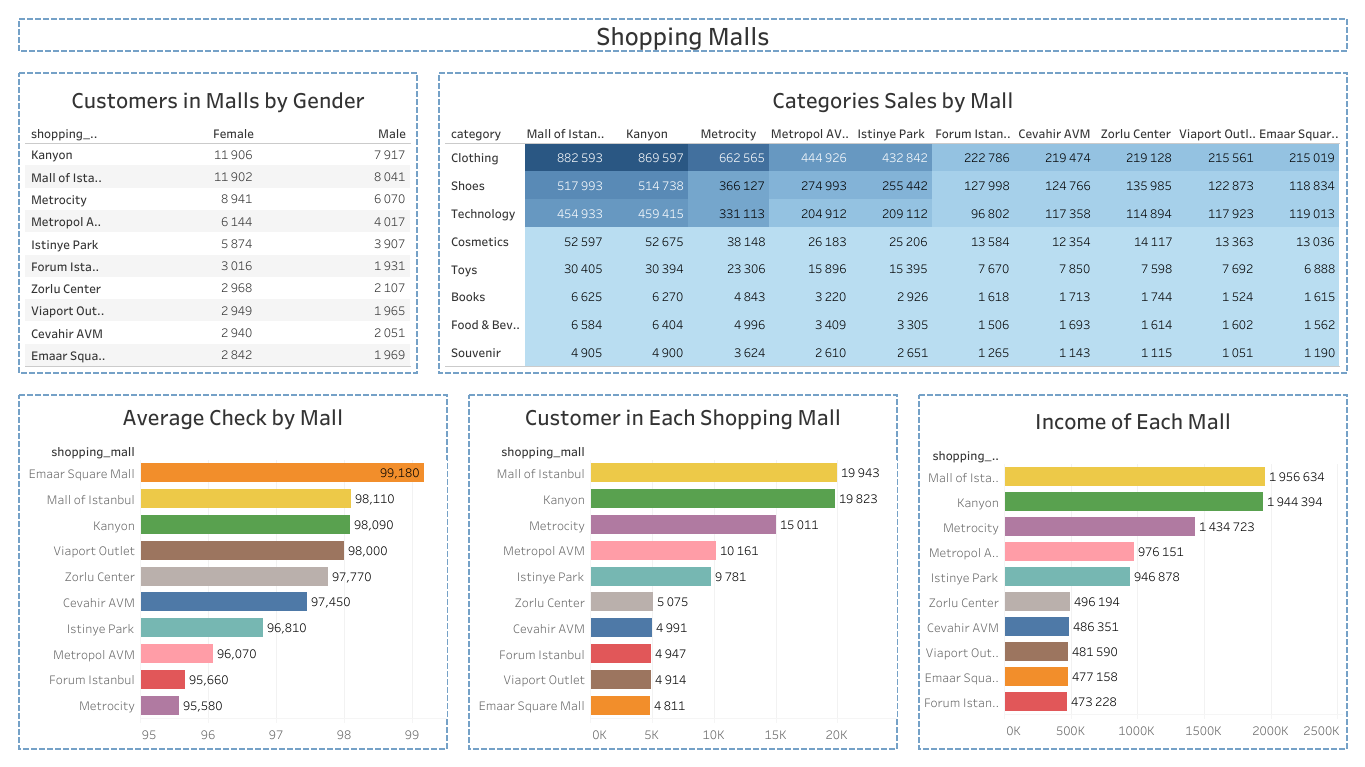 Shopping Malls
Customers in Malls by Gender
shopping_.. Female Male
Kanyon 11 906 7 917
Mall of Ista.. 11 902 8 041
Metrocity 8 941 6 070
Metropol A.. 6 144 4 017
Istinye Park 5 874 3 907
Forum Ista.. 3 016 1 931
Zorlu Center 2 968 2 107
Viaport Out.. 2 949 1 965
Cevahir AVM 2 940 2 051
Emaar Squa.. 2 842 1 969
Categories Sales by Mall
category Mall of Istan.. Kanyon Metrocity Metropol AV.. Istinye Park Forum Istan.. Cevahir AVM Zorlu Center Viaport Outl.. Emaar Squar..
Clothing 882 593 869 597 662 565 444 926 432 842 222 786 219 474 219 128 215 561 215 019
Shoes 517 993 514 738 366 127 274 993 255 442 127 998 124 766 135 985 122 873 118 834
Technology 454 933 459 415 331 113 204 912 209 112 96 802 117 358 114 894 117 923 119 013
Cosmetics 52 597 52 675 38 148 26 183 25 206 13 584 12 354 14 117 13 363 13 036
Toys 30 405 30 394 23 306 15 896 15 395 7 670 7 850 7 598 7 692 6 888
Books 6 625 6 270 4 843 3 220 2 926 1 618 1 713 1 744 1 524 1 615
Food & Bev.. 6 584 6 404 4 996 3 409 3 305 1 506 1 693 1 614 1 602 1 562
Souvenir 4 905 4 900 3 624 2 610 2 651 1 265 1 143 1 115 1 051 1 190
Average Check by Mall
shopping_mall
Emaar Square Mall 99,180
Mall of Istanbul 98,110
Kanyon 98,090
Viaport Outlet 98,000
Zorlu Center 97,770
Cevahir AVM 97,450
Istinye Park 96,810
Metropol AVM 96,070
Forum Istanbul 95,660
Metrocity 95,580
95 96 97 98 99
Customer in Each Shopping Mall
shopping_mall
Mall of Istanbul 19 943
Kanyon 19 823
Metrocity 15 011
Metropol AVM 10 161
Istinye Park 9 781
Zorlu Center 5 075
Cevahir AVM 4 991
Forum Istanbul 4 947
Viaport Outlet 4 914
Emaar Square Mall 4 811
0K 5K 10K 15K 20K
Income of Each Mall
shopping_..
Mall of Ista.. 1 956 634
Kanyon 1 944 394
Metrocity 1 434 723
Metropol A.. 976 151
Istinye Park 946 878
Zorlu Center 496 194
Cevahir AVM 486 351
Viaport Out.. 481 590
Emaar Squa.. 477 158
Forum Istan.. 473 228
0K 500K 1000K 1500K 2000K 2500K